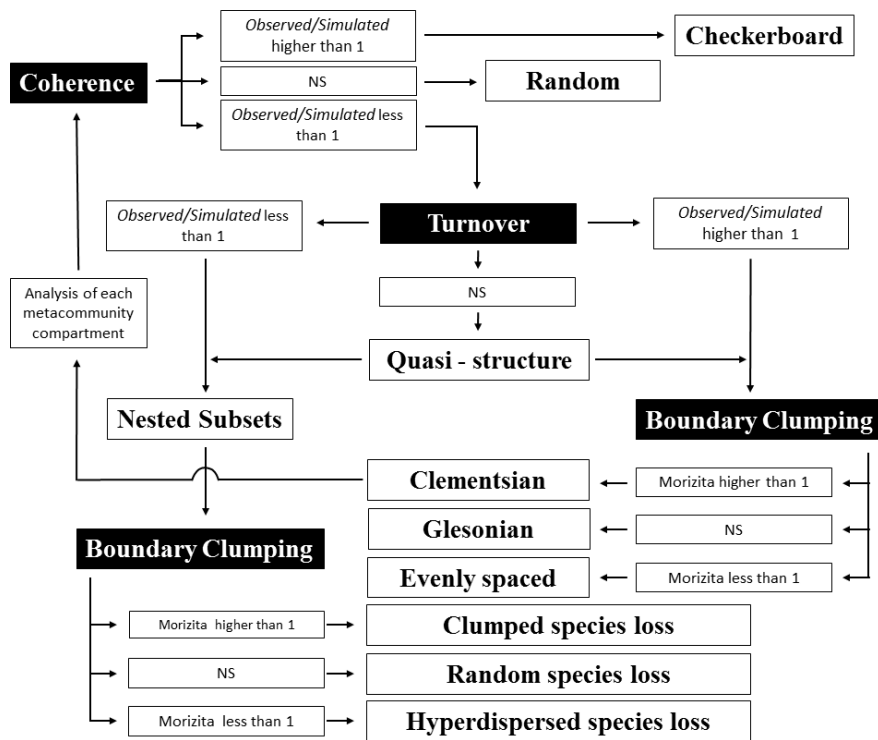 Observed/Simulated
higher than 1
Checkerboard
Coherence
NS
Random
Observed/Simulated less
than 1
Observed/Simulated less
than 1
Turnover
Observed/Simulated
higher than 1
NS
Analysis of each
metacommunity
compartment
Quasi - structure
Nested Subsets
Boundary Clumping
Clementsian
Morizita higher than 1
Glesonian
NS
Evenly spaced
Morizita less than 1
Boundary Clumping
Morizita higher than 1
Clumped species loss
NS
Random species loss
Morizita less than 1
Hyperdispersed species loss